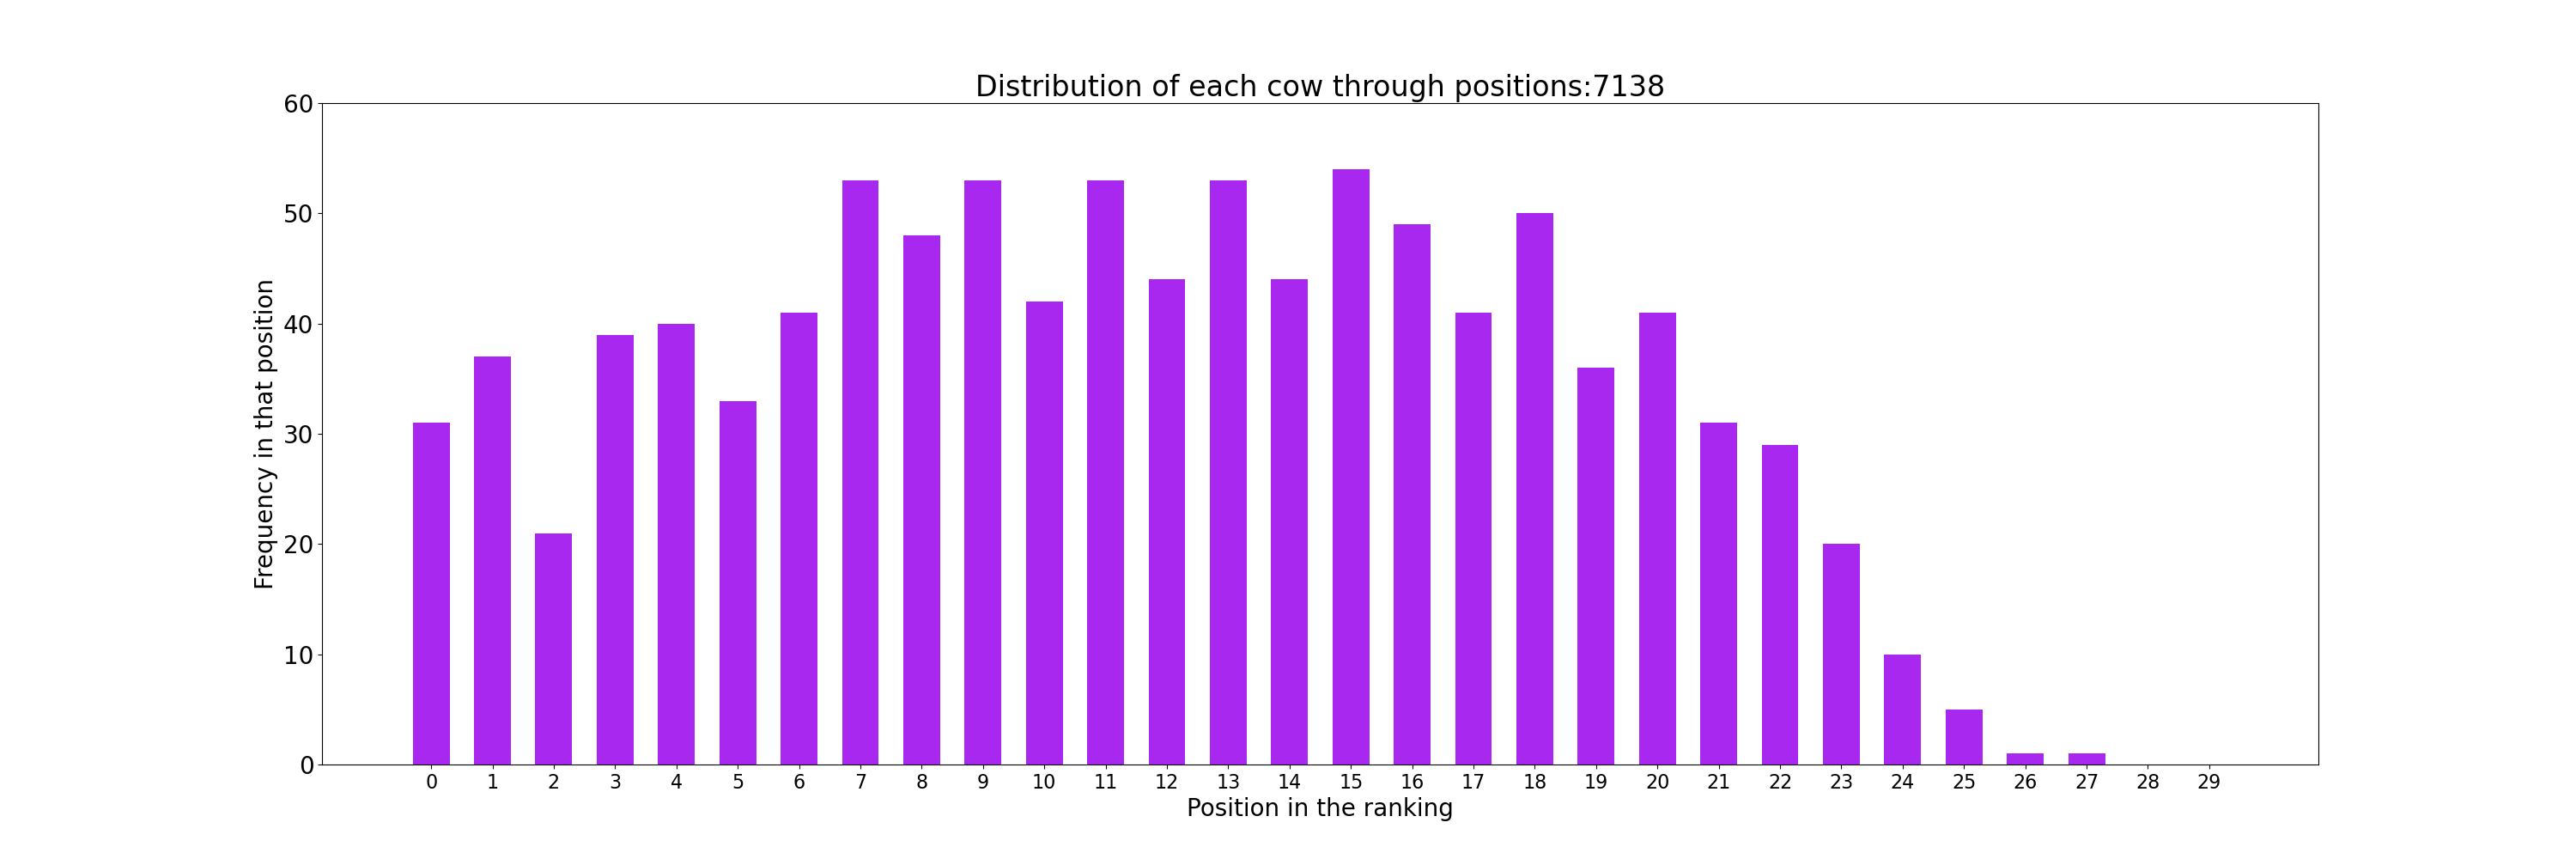 Distribution of each cow through positions:7138
Frequency in that position
60
50
40
30
20
10
0
0 1 2 3 4 5 6 7 8 9 10 11 12 13 14 15 16 17 18 19 20 21 22 23 24 25 26 27 28 29
Position in the ranking